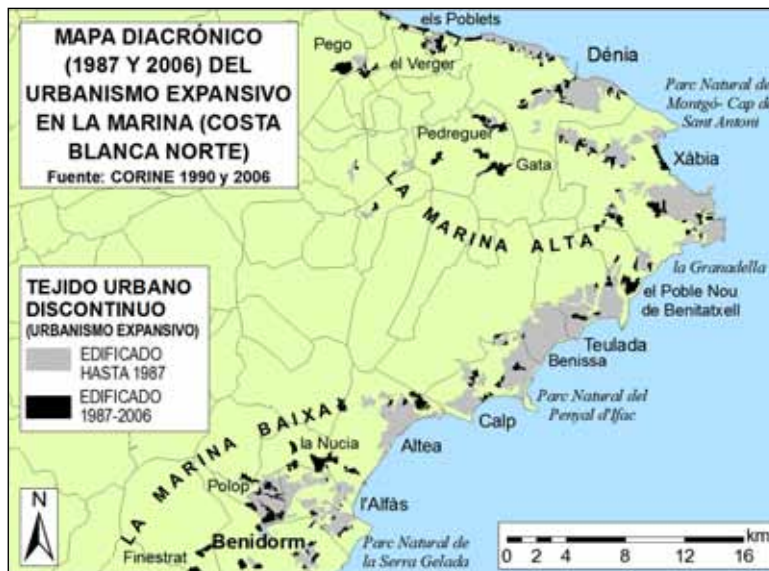 MAPA DIACRÓNICO
(1987 Y 2006) DEL
URBANISMO EXPANSIVO
EN LA MARINA (COSTA
BLANCA NORTE)
Fuente: CORINE 1990 y 2006
els Poblets
Pego
el Verger
Dénia
Parc Natural del
Montgó- Cap de
Sant Antoni
Pedreguer
Gata
Xàbia
LA MARINA ALTA
la Granadella
el Poble Nou
de Benitatxell
Teulada
Benissa
Parc Natural del
Penyal d'Ifac
Calp
Altea
LA MARINA BAIXA
la Nucia
Polop
l'Alfàs
Benidorm
Finestrat
Parc Natural de
la Serra Gelada
TEJIDO URBANO
DISCONTINUO
(URBANISMO EXPANSIVO)
EDIFICADO
HASTA 1987
EDIFICADO
1987-2006
N
km
0 2 4 8 12 16